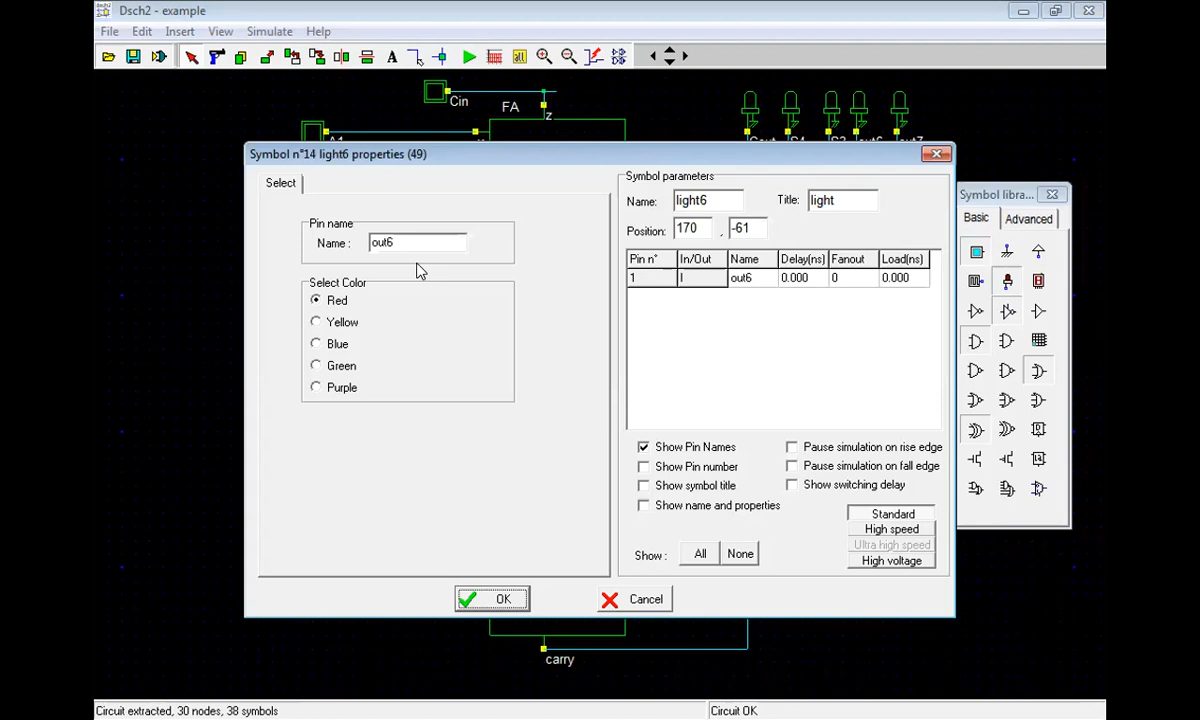 Dsch2 - example
File Edit Insert View Simulate Help
A
all
Cin
FA
z
A1
S4
out6
out7
Symbol n°14 light6 properties (49)
Select
Pin name
Name : out6
Select Color
Red
Yellow
Blue
Green
Purple
Symbol parameters
Name: light6 Title: light
Position: 170 , -61
Pin n° In/Out Name Delay(ns) Fanout Load(ns)
1 I out6 0.000 0 0.000
Show Pin Names
Show Pin number
Show symbol title
Show name and properties
Pause simulation on rise edge
Pause simulation on fall edge
Show switching delay
Standard
High speed
Ultra high speed
High voltage
Show : All None
OK Cancel
Symbol libra...
Basic Advanced
carry
Circuit extracted, 30 nodes, 38 symbols
Circuit OK